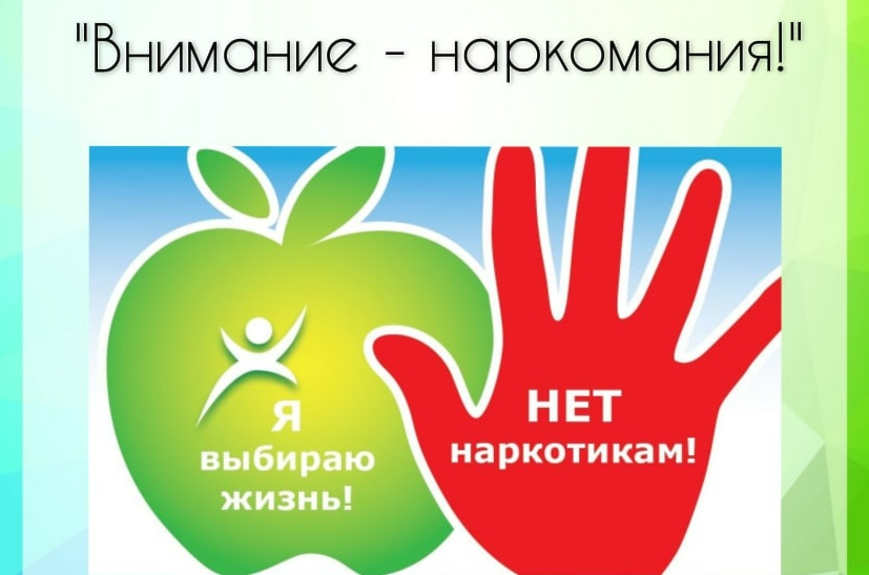 "Внимание - наркомания!"
Я
выбираю
жизнь!
НЕТ
наркотикам!